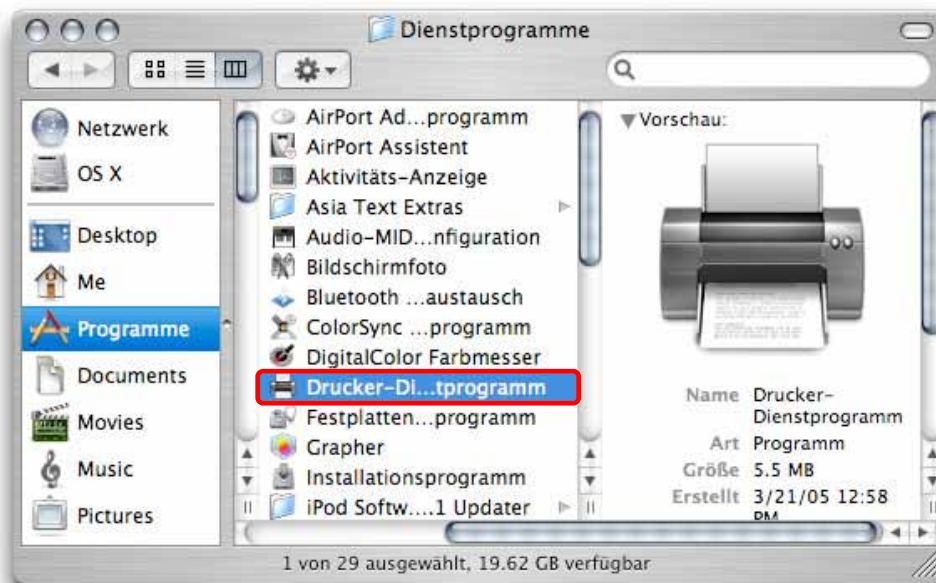 Dienstprogramme
Netzwerk
OS X
Desktop
Me
Programme
Documents
Movies
Music
Pictures
AirPort Ad...programm
AirPort Assistent
Aktivitäts-Anzeige
Asia Text Extras
Audio-MID...nfiguration
Bildschirmfoto
Bluetooth ...austausch
ColorSync ...programm
DigitalColor Farbmesser
Drucker-Di...tprogramm
Festplatten...programm
Grapher
Installationsprogramm
iPod Softw....1 Updater
Vorschau:
Name Drucker-
Dienstprogramm
Art Programm
Größe 5.5 MB
Erstellt 3/21/05 12:58
PM
1 von 29 ausgewählt, 19.62 GB verfügbar